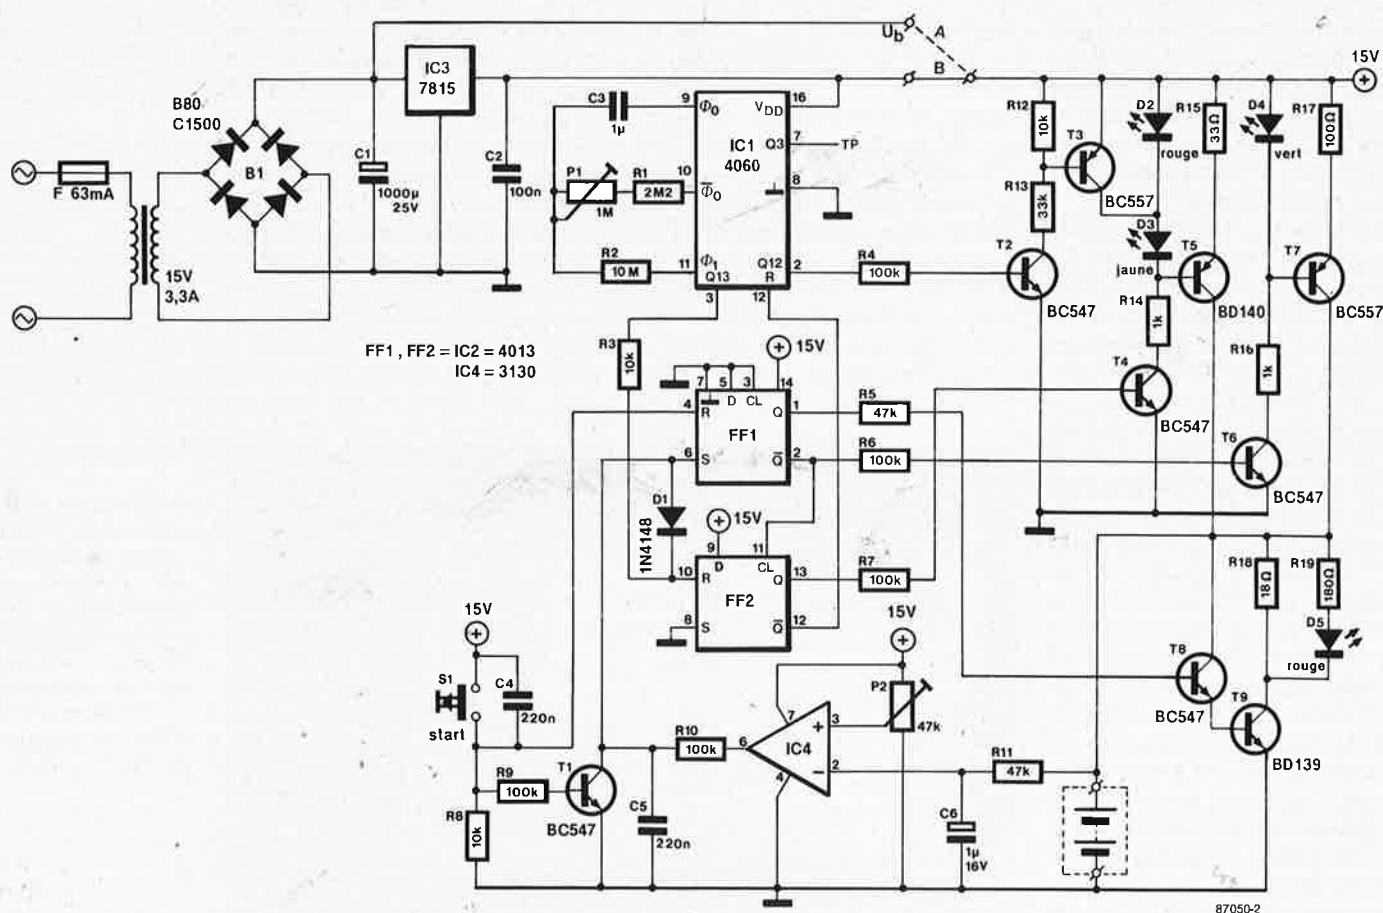 B80
C1500
B1
F 63mA
15V
3,3A
C1
1000µ
25V
IC3
7815
C2
100n
FF1 , FF2 = IC2 = 4013
IC4 = 3130
C3
1µ
P1
1M
R1
2M2
R2
10 M
9
Φ0
10
Φ̅0
11
Φ1
Q13
3
IC1
4060
VDD
16
7
Q3
TP
8
Q12
2
R
12
Ub
A
B
15V
R12
10k
R13
33k
T3
BC557
D2
rouge
R15
33Ω
D4
vert
R17
100Ω
D3
jaune
T2
BC547
R4
100k
T5
BD140
R14
1k
T7
BC557
R16
1k
T4
BC547
T6
BC547
R3
10k
15V
7
5
3
14
D
CL
4
R
Q
1
FF1
6
S
Q̅
2
R5
47k
R6
100k
D1
1N4148
15V
9
11
D
CL
10
R
Q
13
FF2
8
S
Q̅
12
R7
100k
R18
18Ω
R19
180Ω
D5
rouge
T8
BC547
T9
BD139
15V
S1
start
C4
220n
R9
100k
R8
10k
T1
BC547
C5
220n
R10
100k
6
7
4
IC4
+
3
−
2
15V
P2
47k
R11
47k
C6
1µ
16V
87050-2